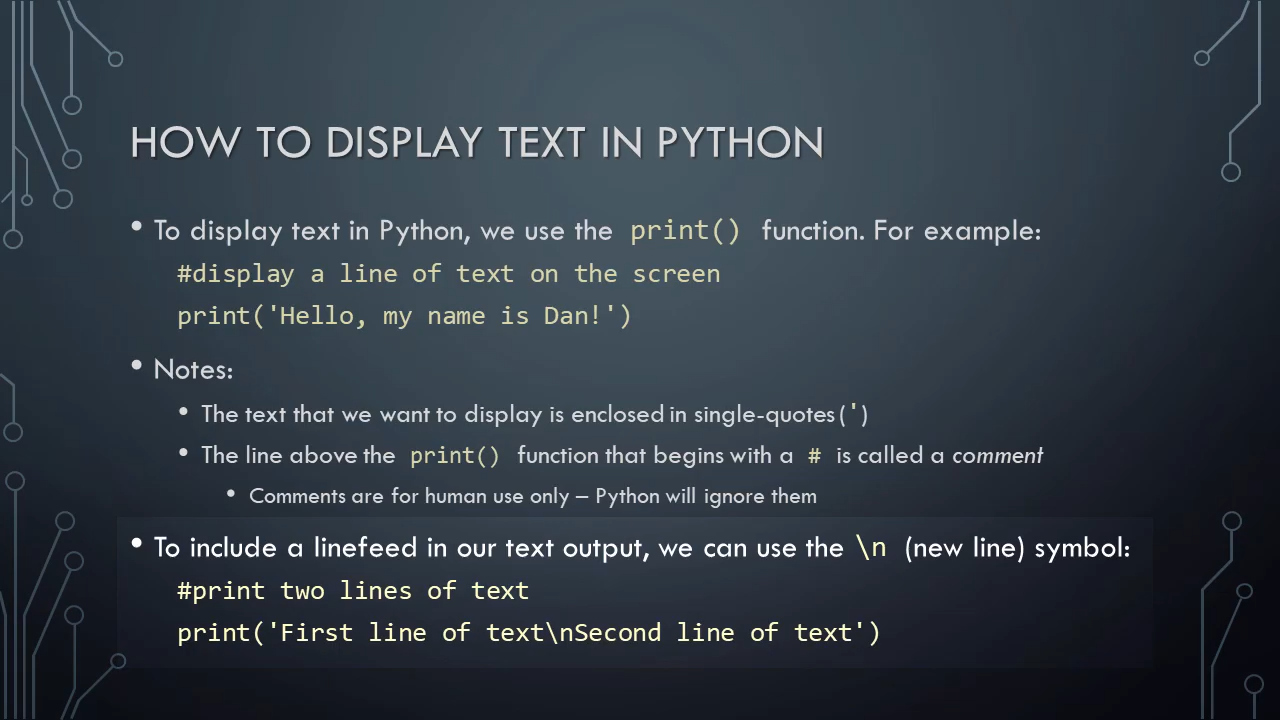 HOW TO DISPLAY TEXT IN PYTHON
• To display text in Python, we use the print() function. For example:
#display a line of text on the screen
print('Hello, my name is Dan!')
• Notes:
• The text that we want to display is enclosed in single-quotes (')
• The line above the print() function that begins with a # is called a comment
• Comments are for human use only – Python will ignore them
• To include a linefeed in our text output, we can use the \n (new line) symbol:
#print two lines of text
print('First line of text\nSecond line of text')